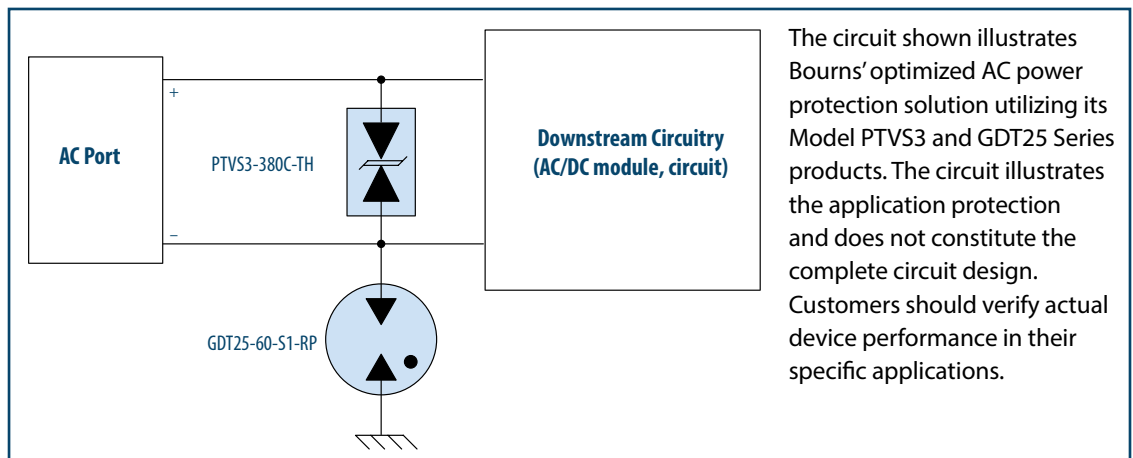 AC Port
+
PTVS3-380C-TH
–
GDT25-60-S1-RP
Downstream Circuitry
(AC/DC module, circuit)
The circuit shown illustrates
Bourns’ optimized AC power
protection solution utilizing its
Model PTVS3 and GDT25 Series
products. The circuit illustrates
the application protection
and does not constitute the
complete circuit design.
Customers should verify actual
device performance in their
specific applications.